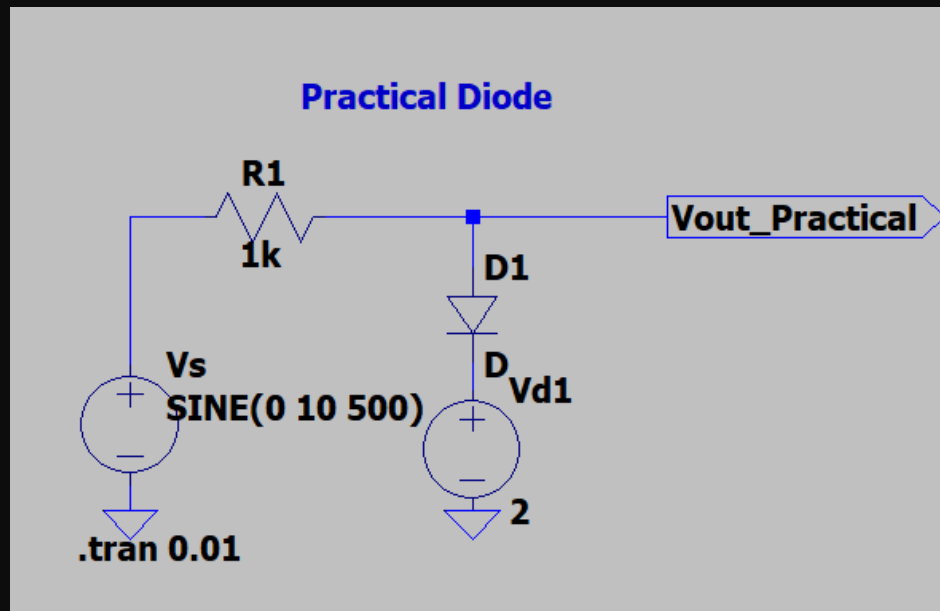 Practical Diode
R1
1k
Vout_Practical
D1
D
Vs
SINE(0 10 500)
Vd1
2
.tran 0.01